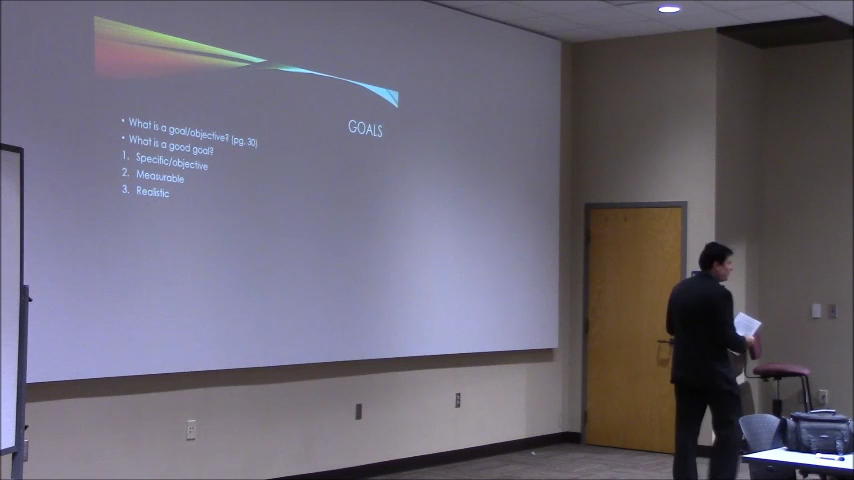 GOALS
• What is a goal/objective? (pg. 30)
• What is a good goal?
1. Specific/objective
2. Measurable
3. Realistic